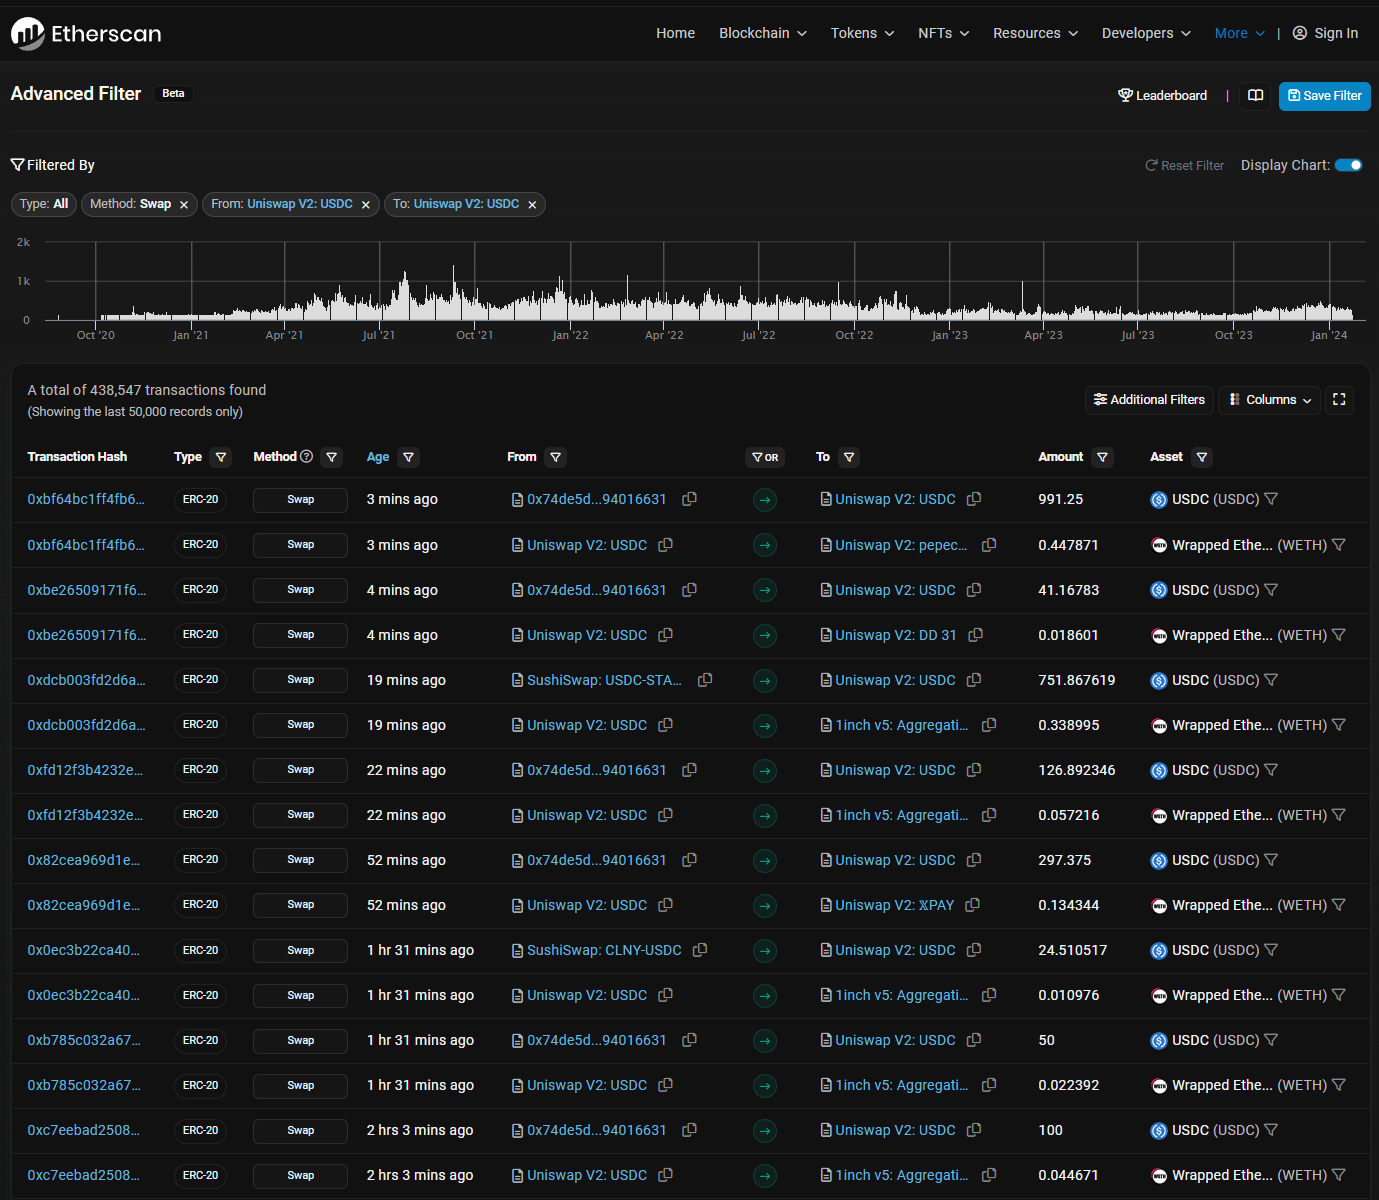 Etherscan
Home Blockchain Tokens NFTs Resources Developers More | Sign In
Advanced Filter Beta
Leaderboard | Save Filter
Filtered By
Reset Filter Display Chart:
Type: All Method: Swap × From: Uniswap V2: USDC × To: Uniswap V2: USDC ×
2k
1k
0
Oct '20 Jan '21 Apr '21 Jul '21 Oct '21 Jan '22 Apr '22 Jul '22 Oct '22 Jan '23 Apr '23 Jul '23 Oct '23 Jan '24
A total of 438,547 transactions found
(Showing the last 50,000 records only)
Additional Filters Columns
Transaction Hash Type Method Age From OR To Amount Asset
0xbf64bc1ff4fb6... ERC-20 Swap 3 mins ago 0x74de5d...94016631 Uniswap V2: USDC 991.25 USDC (USDC)
0xbf64bc1ff4fb6... ERC-20 Swap 3 mins ago Uniswap V2: USDC Uniswap V2: pepec... 0.447871 Wrapped Ethe... (WETH)
0xbe26509171f6... ERC-20 Swap 4 mins ago 0x74de5d...94016631 Uniswap V2: USDC 41.16783 USDC (USDC)
0xbe26509171f6... ERC-20 Swap 4 mins ago Uniswap V2: USDC Uniswap V2: DD 31 0.018601 Wrapped Ethe... (WETH)
0xdcb003fd2d6a... ERC-20 Swap 19 mins ago SushiSwap: USDC-STA... Uniswap V2: USDC 751.867619 USDC (USDC)
0xdcb003fd2d6a... ERC-20 Swap 19 mins ago Uniswap V2: USDC 1inch v5: Aggregati... 0.338995 Wrapped Ethe... (WETH)
0xfd12f3b4232e... ERC-20 Swap 22 mins ago 0x74de5d...94016631 Uniswap V2: USDC 126.892346 USDC (USDC)
0xfd12f3b4232e... ERC-20 Swap 22 mins ago Uniswap V2: USDC 1inch v5: Aggregati... 0.057216 Wrapped Ethe... (WETH)
0x82cea969d1e... ERC-20 Swap 52 mins ago 0x74de5d...94016631 Uniswap V2: USDC 297.375 USDC (USDC)
0x82cea969d1e... ERC-20 Swap 52 mins ago Uniswap V2: USDC Uniswap V2: 𝕏PAY 0.134344 Wrapped Ethe... (WETH)
0x0ec3b22ca40... ERC-20 Swap 1 hr 31 mins ago SushiSwap: CLNY-USDC Uniswap V2: USDC 24.510517 USDC (USDC)
0x0ec3b22ca40... ERC-20 Swap 1 hr 31 mins ago Uniswap V2: USDC 1inch v5: Aggregati... 0.010976 Wrapped Ethe... (WETH)
0xb785c032a67... ERC-20 Swap 1 hr 31 mins ago 0x74de5d...94016631 Uniswap V2: USDC 50 USDC (USDC)
0xb785c032a67... ERC-20 Swap 1 hr 31 mins ago Uniswap V2: USDC 1inch v5: Aggregati... 0.022392 Wrapped Ethe... (WETH)
0xc7eebad2508... ERC-20 Swap 2 hrs 3 mins ago 0x74de5d...94016631 Uniswap V2: USDC 100 USDC (USDC)
0xc7eebad2508... ERC-20 Swap 2 hrs 3 mins ago Uniswap V2: USDC 1inch v5: Aggregati... 0.044671 Wrapped Ethe... (WETH)